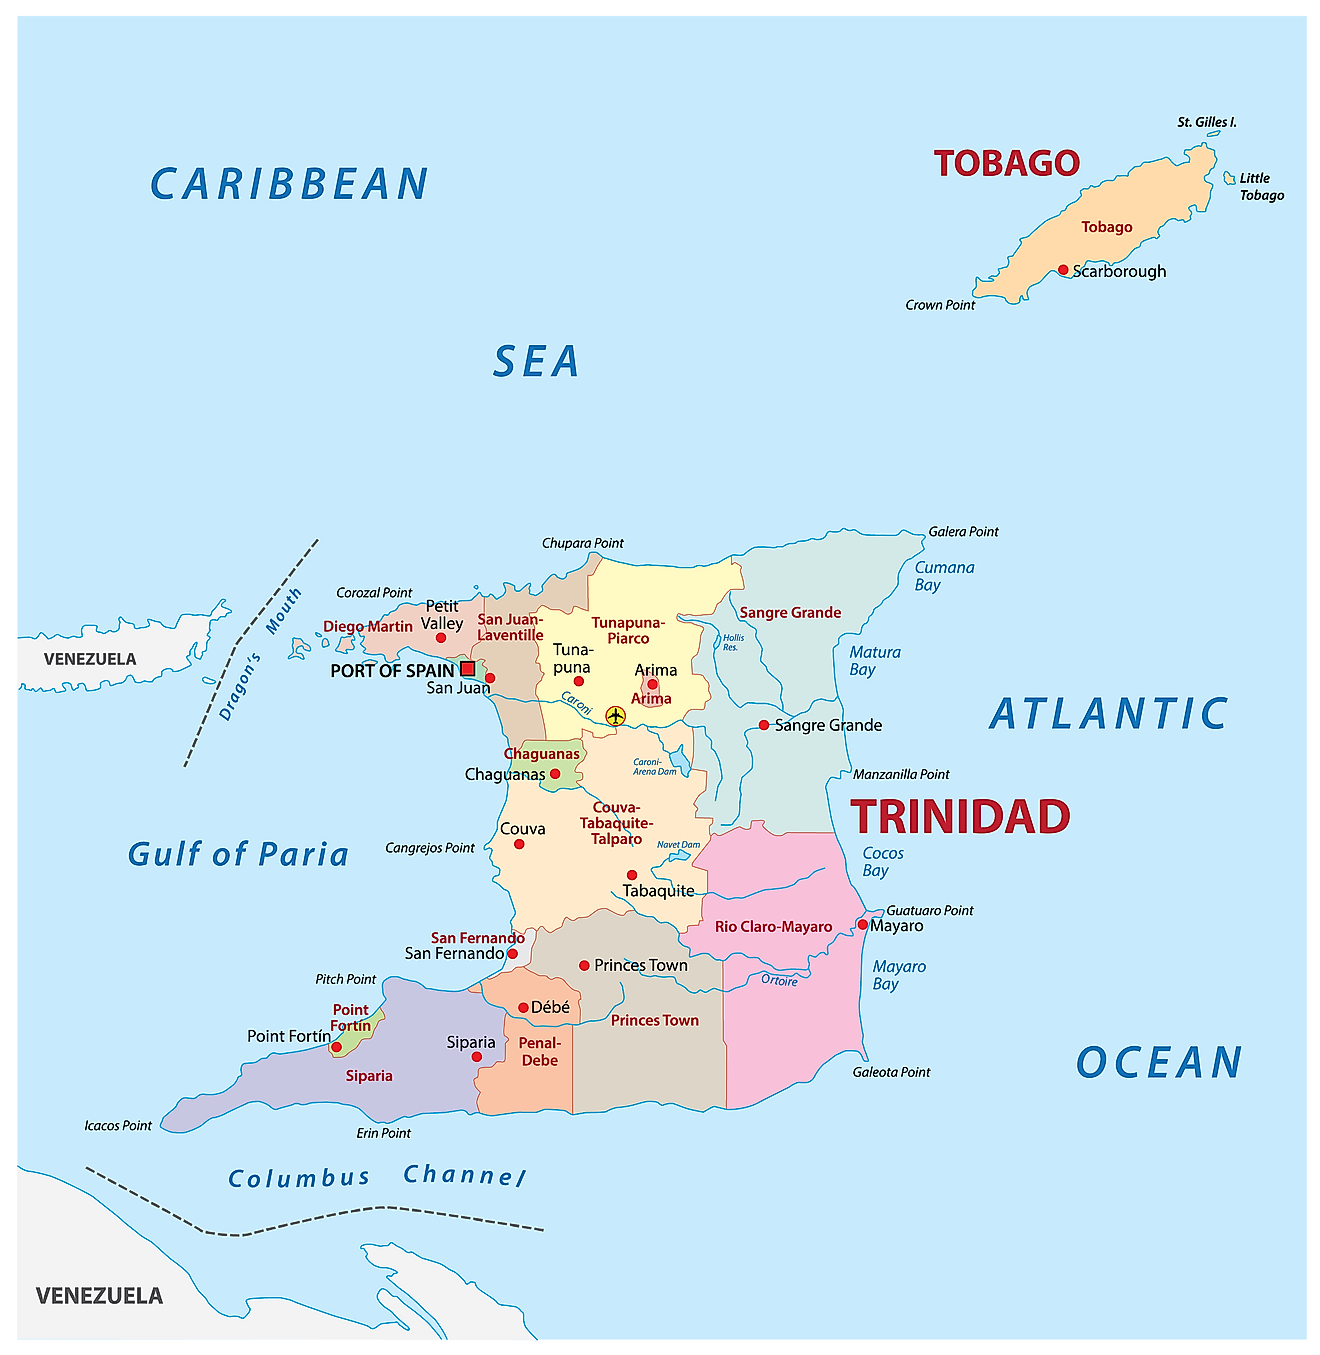 St. Gilles I.
TOBAGO
Little
Tobago
CARIBBEAN
Tobago
Scarborough
Crown Point
SEA
Galera Point
Chupara Point
Cumana
Bay
Corozal Point
Mouth
Dragon's
Petit
Valley
Diego Martin
San Juan-
Laventille
Tunapuna-
Piarco
Sangre Grande
Hollis
Res.
VENEZUELA
Tuna-
puna
Matura
Bay
PORT OF SPAIN
San Juan
Arima
Arima
Caroni
ATLANTIC
Sangre Grande
Chaguanas
Chaguanas
Caroni-
Arena Dam
Manzanilla Point
Couva-
Tabaquite-
Talparo
TRINIDAD
Couva
Gulf of Paria
Cangrejos Point
Navet Dam
Cocos
Bay
Tabaquite
Guatuaro Point
Mayaro
Rio Claro-Mayaro
San Fernando
San Fernando
Princes Town
Mayaro
Bay
Pitch Point
Ortoire
Point
Fortín
Débé
Princes Town
Point Fortín
Siparia
Penal-
Debe
OCEAN
Siparia
Galeota Point
Icacos Point
Erin Point
Columbus Channel
VENEZUELA